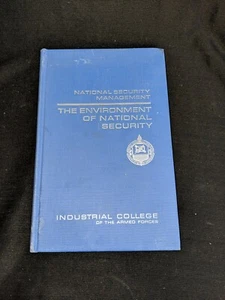 NATIONAL SECURITY
MANAGEMENT
THE ENVIRONMENT
OF NATIONAL
SECURITY
INDUSTRIAL COLLEGE
OF THE ARMED FORCES